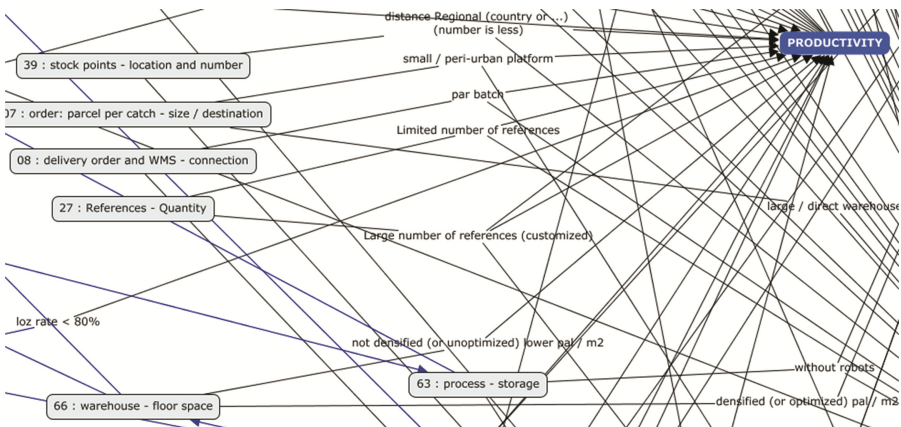 distance Regional (country or ...)
(number is less)
PRODUCTIVITY
39 : stock points - location and number
small / peri-urban platform
par batch
07 : order: parcel per catch - size / destination
Limited number of references
08 : delivery order and WMS - connection
27 : References - Quantity
large / direct warehouse
Large number of references (customized)
loz rate < 80%
not densified (or unoptimized) lower pal / m2
63 : process - storage
without robots
66 : warehouse - floor space
densified (or optimized) pal / m2